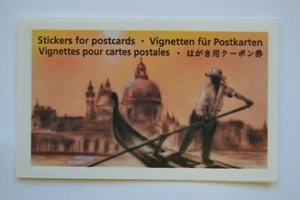 Stickers for postcards • Vignetten für Postkarten
Vignettes pour cartes postales • はがき用クーポン券